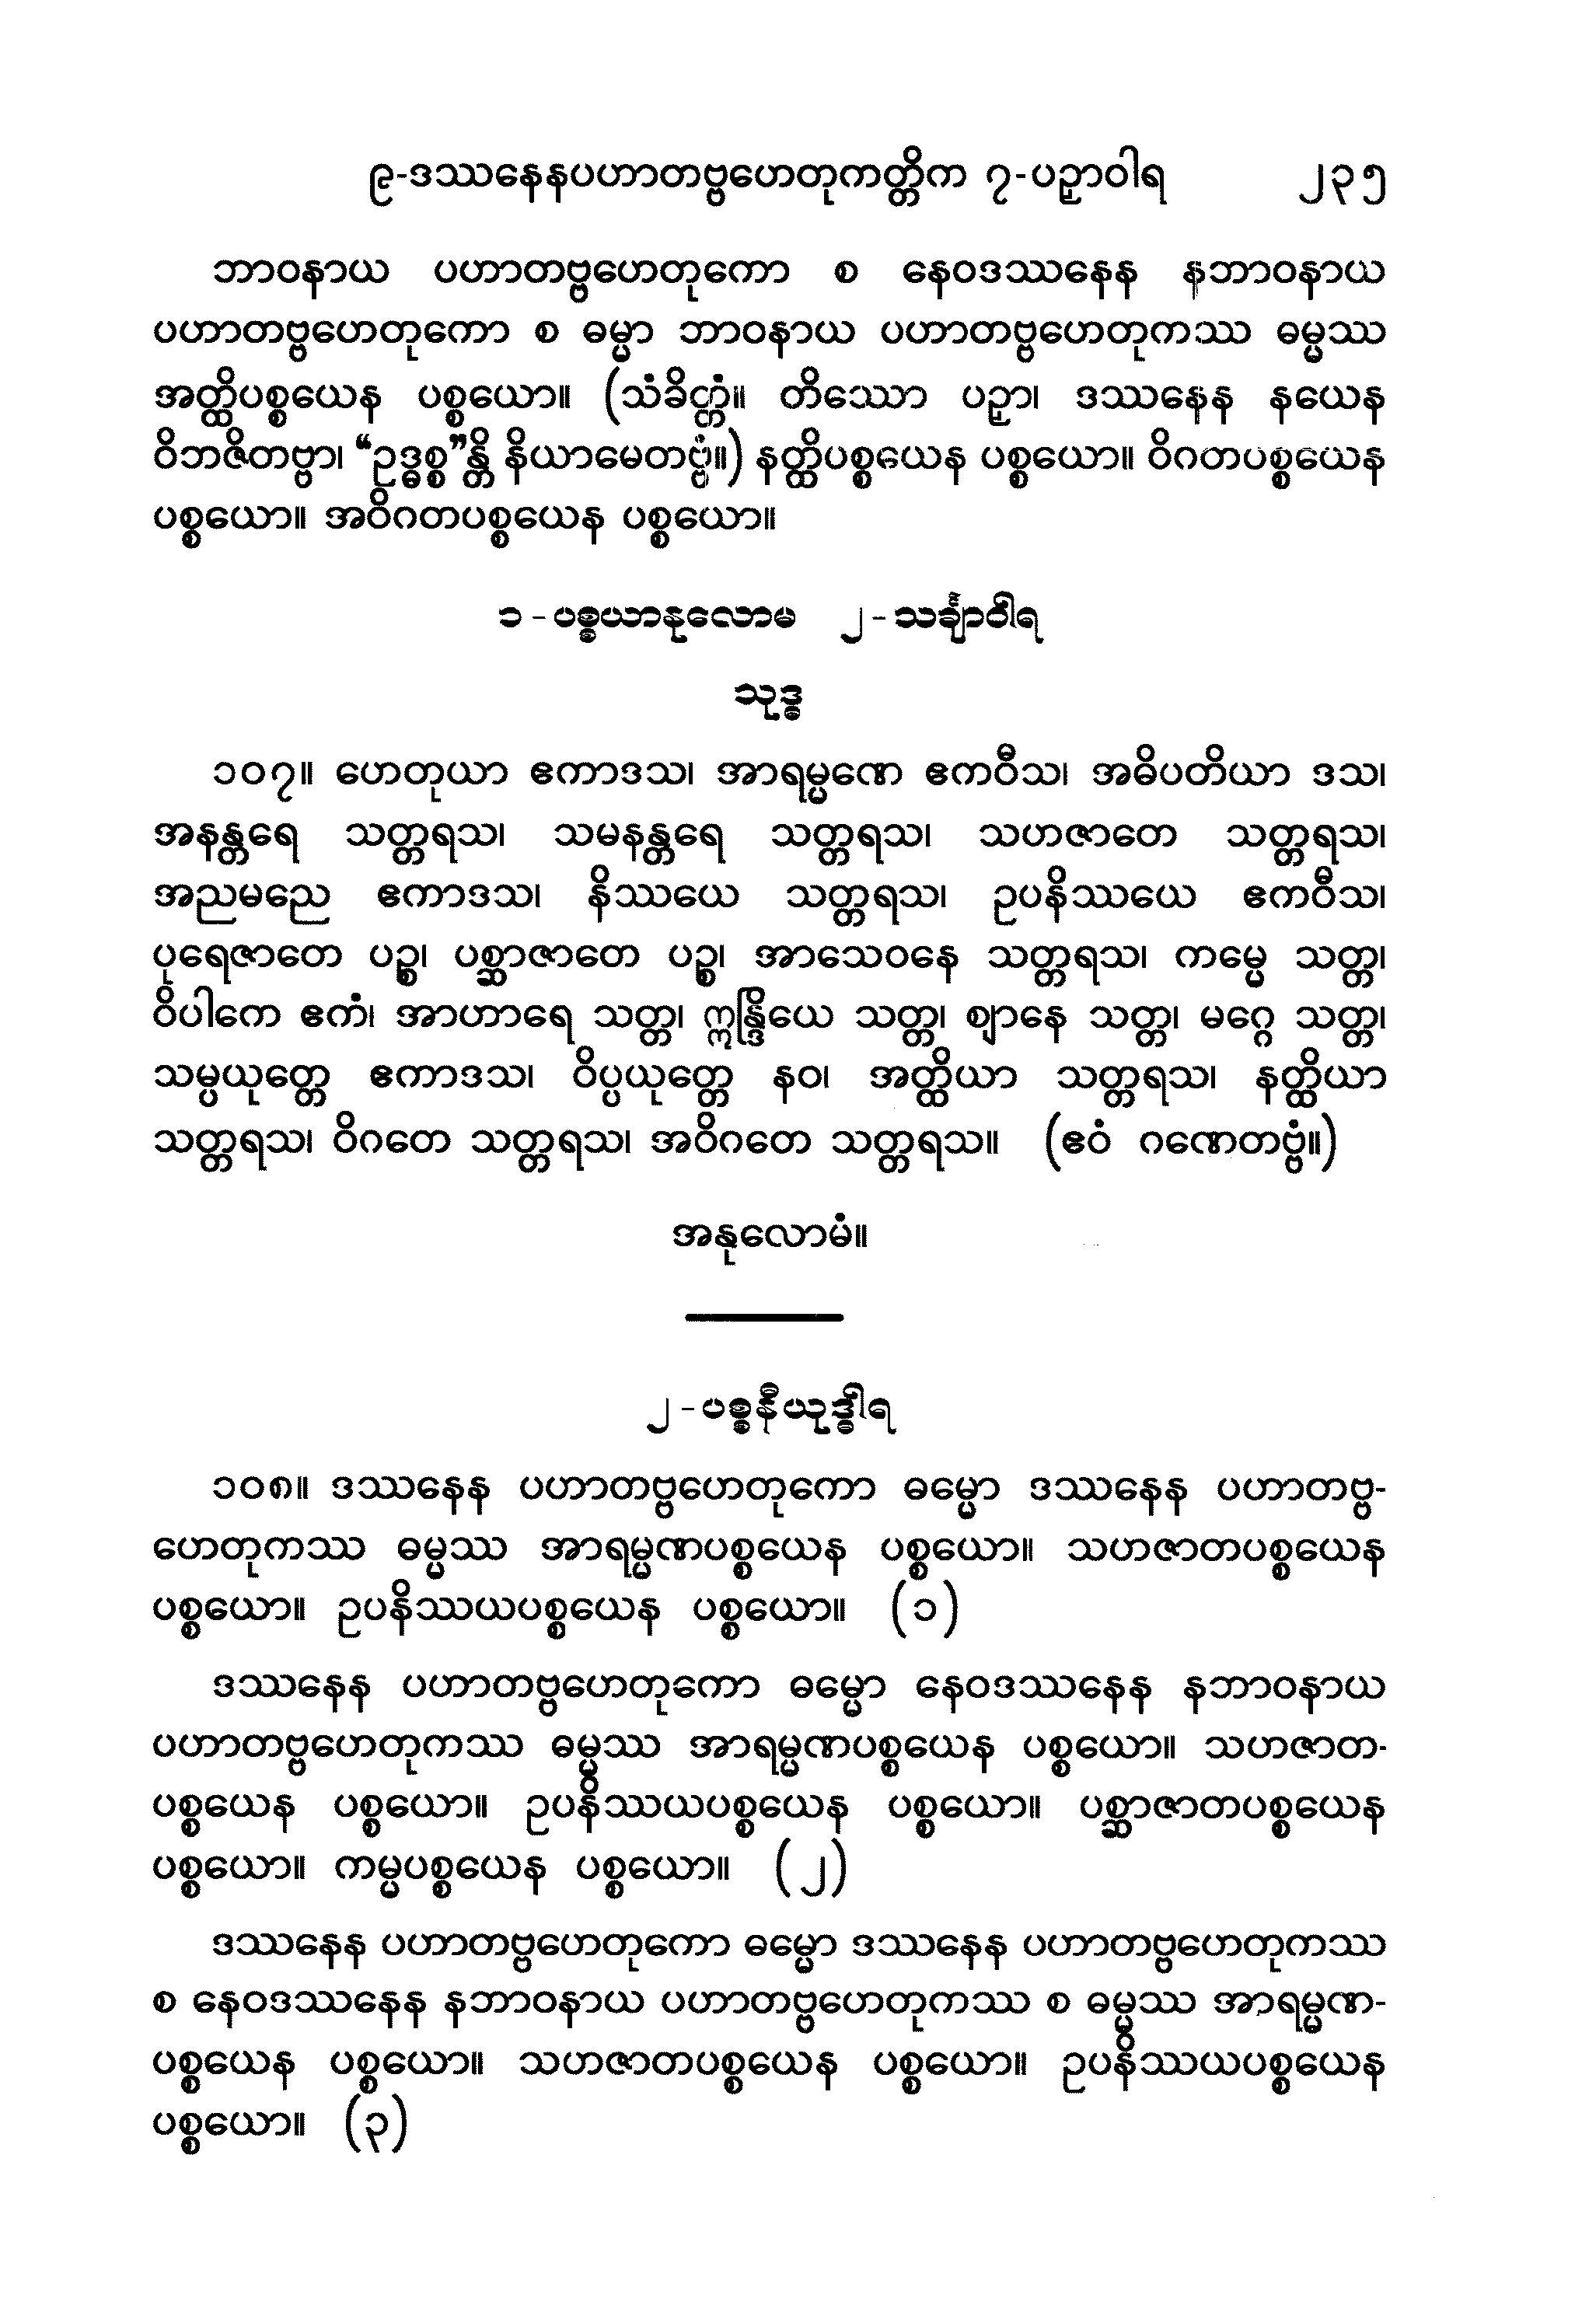 ၉-ဒဿနေနပဟာတဗ္ဗဟေတုကတ္တိက ၇-ပဉှာဝါရ ၂၃၅
ဘာဝနာယ ပဟာတဗ္ဗဟေတုကော စ နေဝဒဿနေန နဘာဝနာယ
ပဟာတဗ္ဗဟေတုကော စ ဓမ္မာ ဘာဝနာယ ပဟာတဗ္ဗဟေတုကဿ ဓမ္မဿ
အတ္ထိပစ္စယေန ပစ္စယော။ (သံခိတ္တံ။ တိဿော ပဉှာ၊ ဒဿနေန နယေန
ဝိဘဇိတဗ္ဗာ၊ “ဥဒ္ဓစ္စ”န္တိ နိယာမေတဗ္ဗံ။) နတ္ထိပစ္စယေန ပစ္စယော။ ဝိဂတပစ္စယေန
ပစ္စယော။ အဝိဂတပစ္စယေန ပစ္စယော။
၁-ပစ္စယာနုလောမ ၂-သင်္ချာဝါရ
သုဒ္ဓ
၁၀၇။ ဟေတုယာ ဧကာဒသ၊ အာရမ္မဏေ ဧကဝီသ၊ အဓိပတိယာ ဒသ၊
အနန္တရေ သတ္တရသ၊ သမနန္တရေ သတ္တရသ၊ သဟဇာတေ သတ္တရသ၊
အညမညေ ဧကာဒသ၊ နိဿယေ သတ္တရသ၊ ဥပနိဿယေ ဧကဝီသ၊
ပုရေဇာတေ ပဉ္စ၊ ပစ္ဆာဇာတေ ပဉ္စ၊ အာသေဝနေ သတ္တရသ၊ ကမ္မေ သတ္တ၊
ဝိပါကေ ဧကံ၊ အာဟာရေ သတ္တ၊ ဣန္ဒြိယေ သတ္တ၊ ဈာနေ သတ္တ၊ မဂ္ဂေ သတ္တ၊
သမ္ပယုတ္တေ ဧကာဒသ၊ ဝိပ္ပယုတ္တေ နဝ၊ အတ္ထိယာ သတ္တရသ၊ နတ္ထိယာ
သတ္တရသ၊ ဝိဂတေ သတ္တရသ၊ အဝိဂတေ သတ္တရသ။ (ဧဝံ ဂဏေတဗ္ဗံ။)
အနုလောမံ။
၂-ပစ္စနီယုဒ္ဓါရ
၁၀၈။ ဒဿနေန ပဟာတဗ္ဗဟေတုကော ဓမ္မော ဒဿနေန ပဟာတဗ္ဗ-
ဟေတုကဿ ဓမ္မဿ အာရမ္မဏပစ္စယေန ပစ္စယော။ သဟဇာတပစ္စယေန
ပစ္စယော။ ဥပနိဿယပစ္စယေန ပစ္စယော။ (၁)
ဒဿနေန ပဟာတဗ္ဗဟေတုကော ဓမ္မော နေဝဒဿနေန နဘာဝနာယ
ပဟာတဗ္ဗဟေတုကဿ ဓမ္မဿ အာရမ္မဏပစ္စယေန ပစ္စယော။ သဟဇာတ-
ပစ္စယေန ပစ္စယော။ ဥပနိဿယပစ္စယေန ပစ္စယော။ ပစ္ဆာဇာတပစ္စယေန
ပစ္စယော။ ကမ္မပစ္စယေန ပစ္စယော။ (၂)
ဒဿနေန ပဟာတဗ္ဗဟေတုကော ဓမ္မော ဒဿနေန ပဟာတဗ္ဗဟေတုကဿ
စ နေဝဒဿနေန နဘာဝနာယ ပဟာတဗ္ဗဟေတုကဿ စ ဓမ္မဿ အာရမ္မဏ-
ပစ္စယေန ပစ္စယော။ သဟဇာတပစ္စယေန ပစ္စယော။ ဥပနိဿယပစ္စယေန
ပစ္စယော။ (၃)